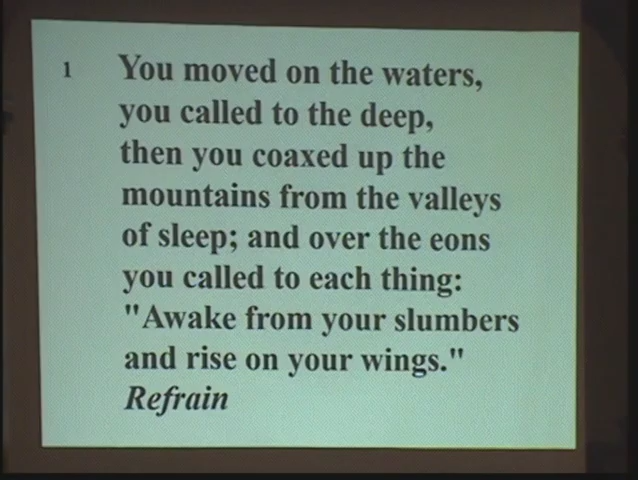 1 You moved on the waters,
you called to the deep,
then you coaxed up the
mountains from the valleys
of sleep; and over the eons
you called to each thing:
"Awake from your slumbers
and rise on your wings."
Refrain